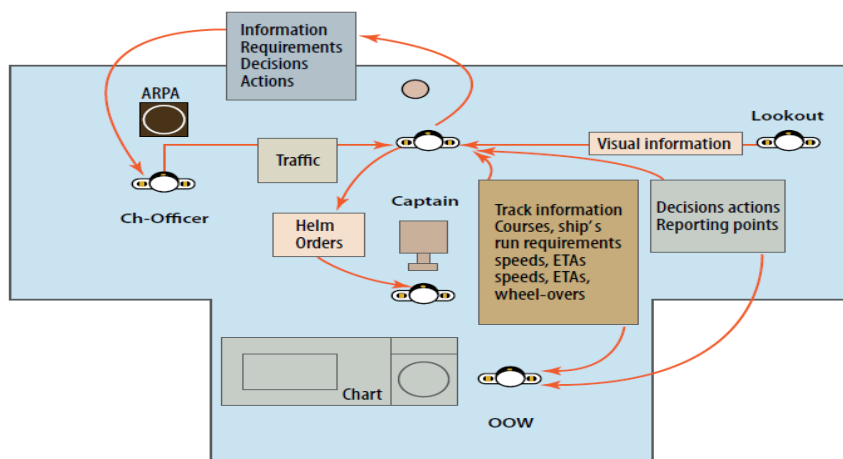 Information
Requirements
Decisions
Actions
ARPA
Lookout
Visual information
Traffic
Ch-Officer
Captain
Helm
Orders
Track information
Courses, ship's
run requirements
speeds, ETAs
speeds, ETAs,
wheel-overs
Decisions actions
Reporting points
Chart
OOW